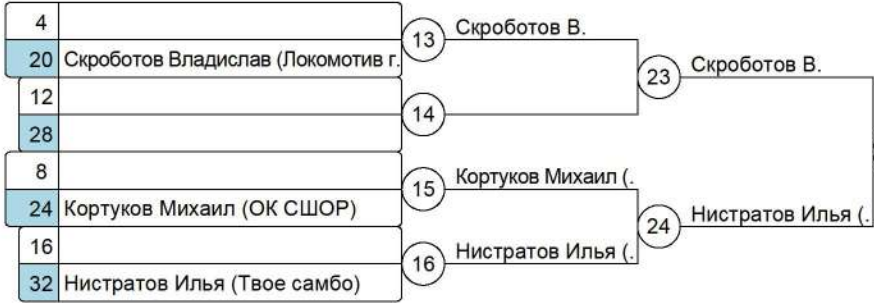 4
20 Скроботов Владислав (Локомотив г.
12
28
8
24 Кортуков Михаил (ОК СШОР)
16
32 Нистратов Илья (Твое самбо)
13 Скроботов В.
14
15 Кортуков Михаил (.
16 Нистратов Илья (.
23 Скроботов В.
24 Нистратов Илья (.